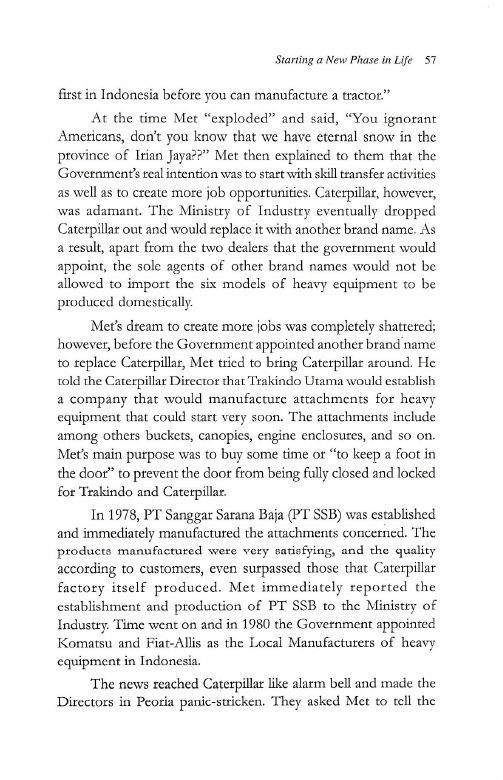 Starting a New Phase in Life 57
first in Indonesia before you can manufacture a tractor.”
At the time Met “exploded” and said, “You ignorant
Americans, don’t you know that we have eternal snow in the
province of Irian Jaya??” Met then explained to them that the
Government’s real intention was to start with skill transfer activities
as well as to create more job opportunities. Caterpillar, however,
was adamant. The Ministry of Industry eventually dropped
Caterpillar out and would replace it with another brand name. As
a result, apart from the two dealers that the government would
appoint, the sole agents of other brand names would not be
allowed to import the six models of heavy equipment to be
produced domestically.
Met’s dream to create more jobs was completely shattered;
however, before the Government appointed another brand name
to replace Caterpillar, Met tried to bring Caterpillar around. He
told the Caterpillar Director that Trakindo Utama would establish
a company that would manufacture attachments for heavy
equipment that could start very soon. The attachments include
among others buckets, canopies, engine enclosures, and so on.
Met’s main purpose was to buy some time or “to keep a foot in
the door” to prevent the door from being fully closed and locked
for Trakindo and Caterpillar.
In 1978, PT Sanggar Sarana Baja (PT SSB) was established
and immediately manufactured the attachments concerned. The
products manufactured were very satisfying, and the quality
according to customers, even surpassed those that Caterpillar
factory itself produced. Met immediately reported the
establishment and production of PT SSB to the Ministry of
Industry. Time went on and in 1980 the Government appointed
Komatsu and Fiat-Allis as the Local Manufacturers of heavy
equipment in Indonesia.
The news reached Caterpillar like alarm bell and made the
Directors in Peoria panic-stricken. They asked Met to tell the